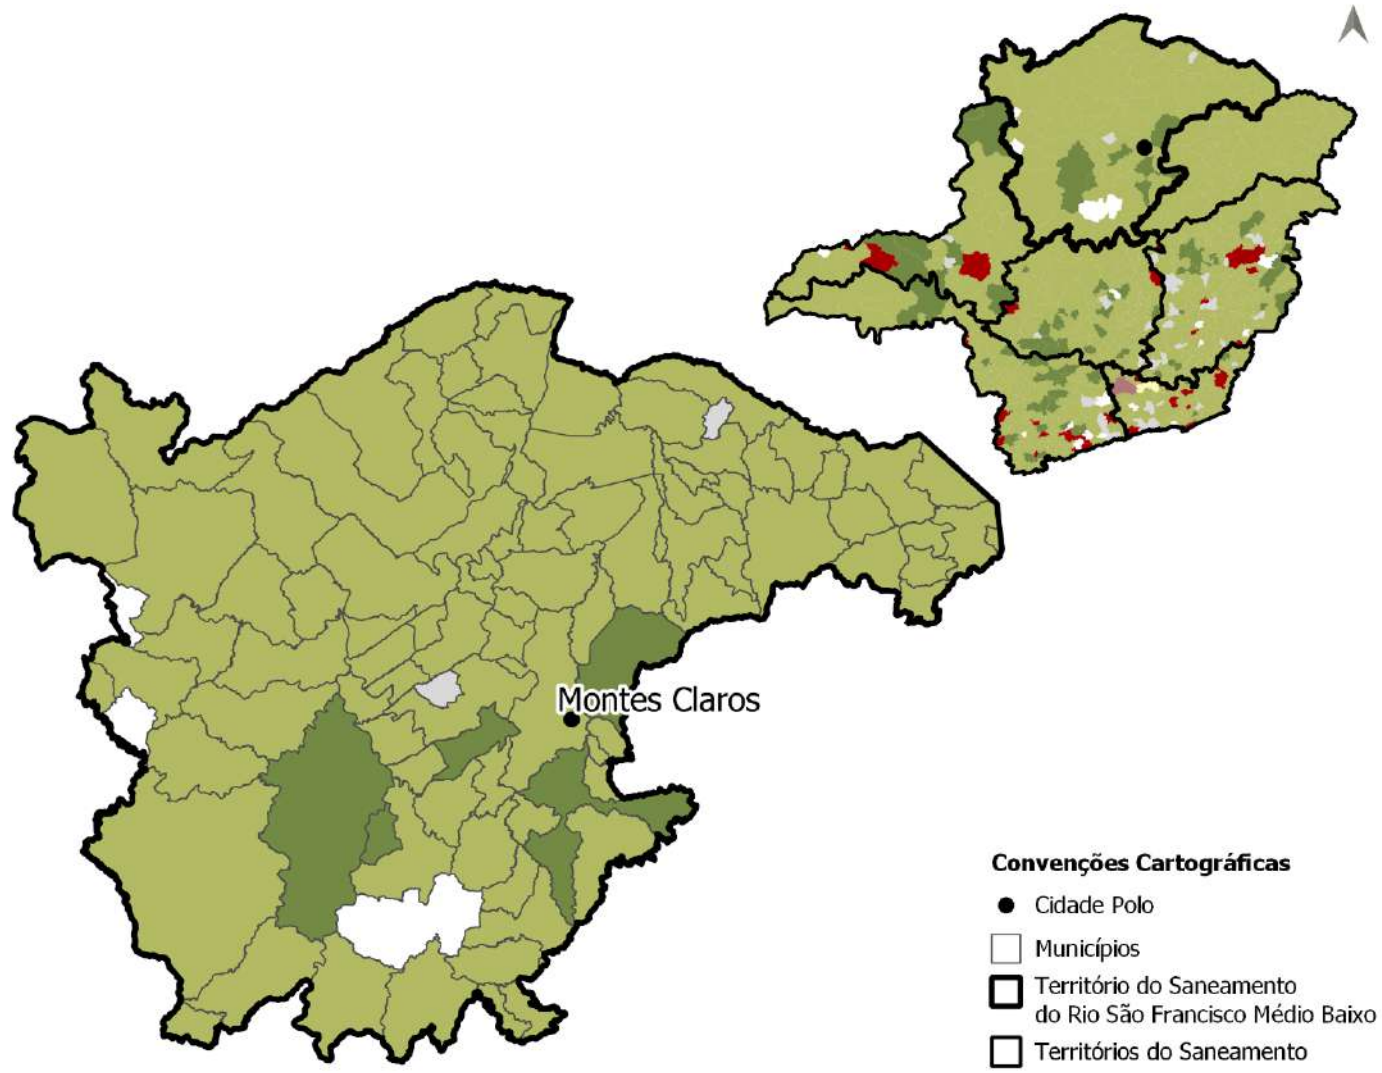 Montes Claros
Convenções Cartográficas
Cidade Polo
Municípios
Território do Saneamento
do Rio São Francisco Médio Baixo
Territórios do Saneamento